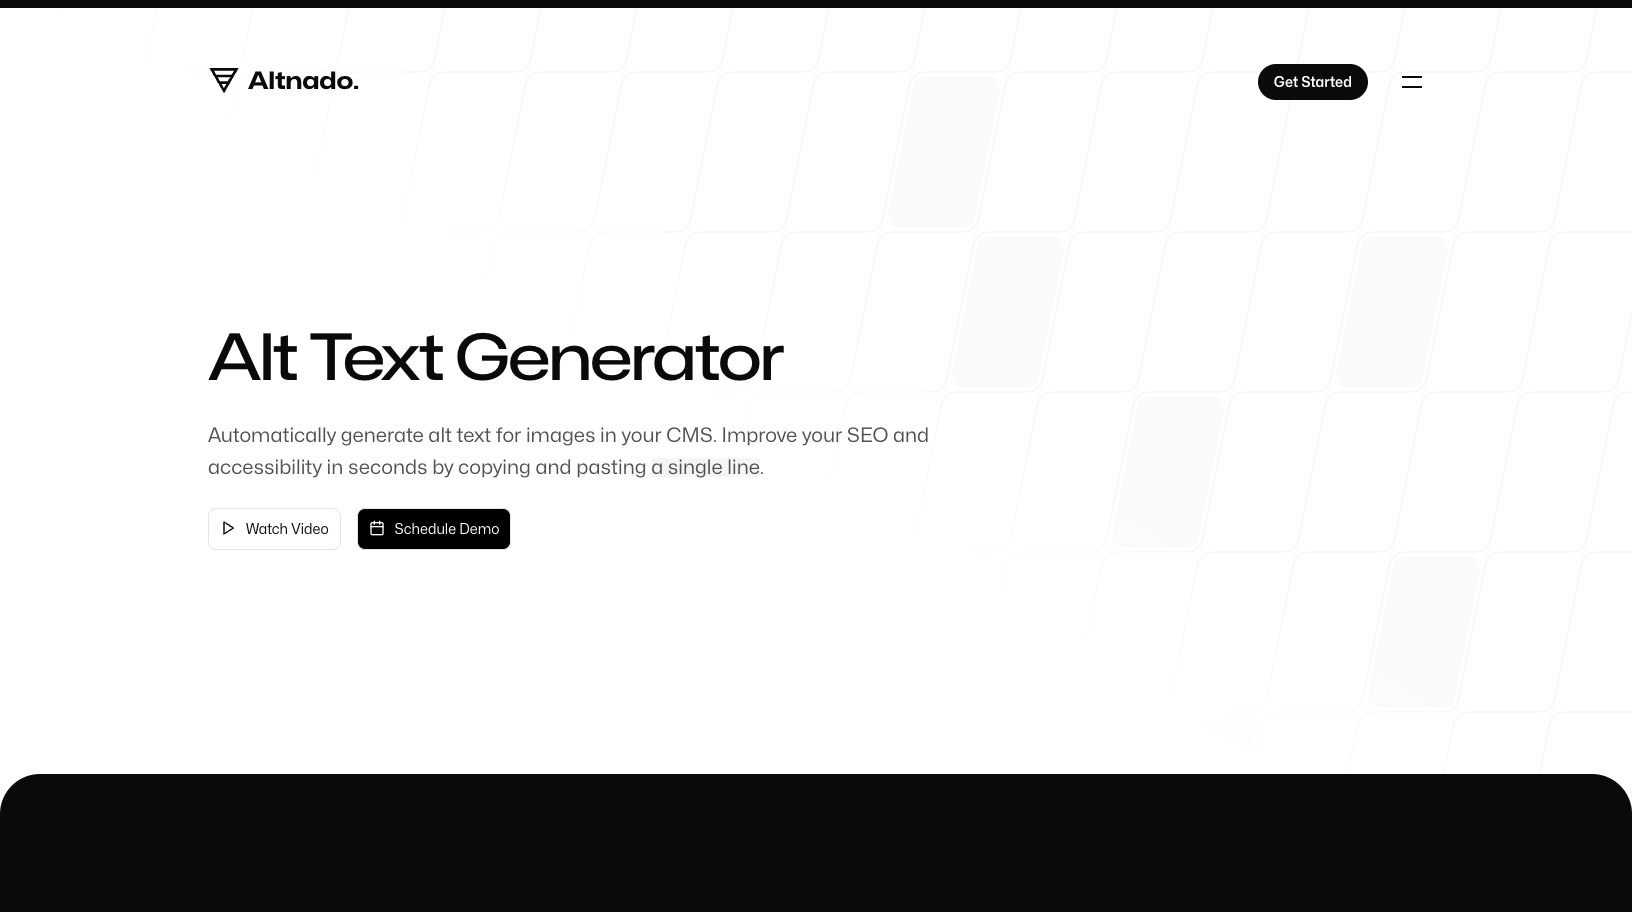 Altnado.
Get Started
Alt Text Generator
Automatically generate alt text for images in your CMS. Improve your SEO and
accessibility in seconds by copying and pasting a single line.
Watch Video
Schedule Demo